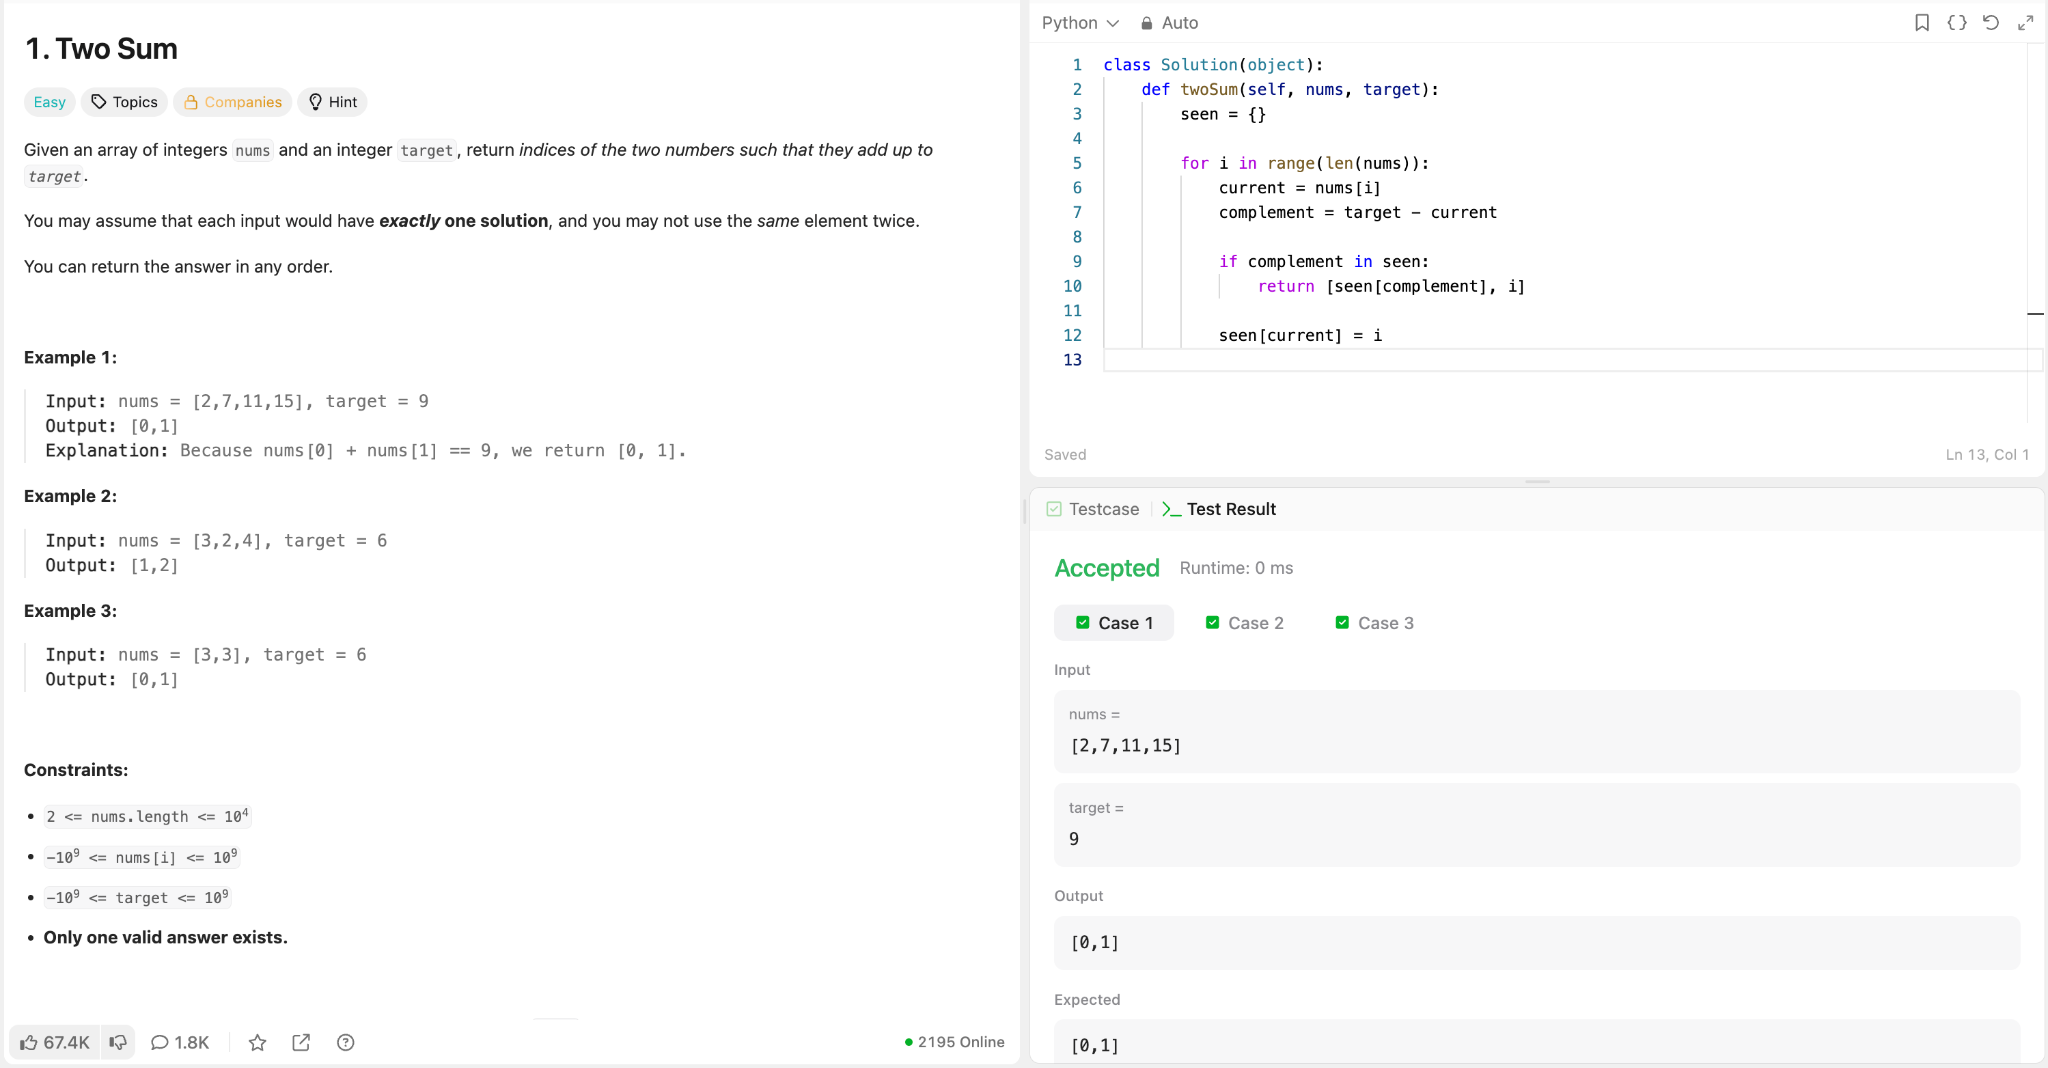 1. Two Sum
Easy Topics Companies Hint
Given an array of integers nums and an integer target, return indices of the two numbers such that they add up to
target.
You may assume that each input would have exactly one solution, and you may not use the same element twice.
You can return the answer in any order.
Example 1:
Input: nums = [2,7,11,15], target = 9
Output: [0,1]
Explanation: Because nums[0] + nums[1] == 9, we return [0, 1].
Example 2:
Input: nums = [3,2,4], target = 6
Output: [1,2]
Example 3:
Input: nums = [3,3], target = 6
Output: [0,1]
Constraints:
• 2 <= nums.length <= 10⁴
• -10⁹ <= nums[i] <= 10⁹
• -10⁹ <= target <= 10⁹
• Only one valid answer exists.
67.4K 1.8K 2195 Online
Python Auto
1 class Solution(object):
2     def twoSum(self, nums, target):
3         seen = {}
4
5         for i in range(len(nums)):
6             current = nums[i]
7             complement = target - current
8
9             if complement in seen:
10                 return [seen[complement], i]
11
12             seen[current] = i
13
Saved Ln 13, Col 1
Testcase Test Result
Accepted Runtime: 0 ms
Case 1 Case 2 Case 3
Input
nums =
[2,7,11,15]
target =
9
Output
[0,1]
Expected
[0,1]